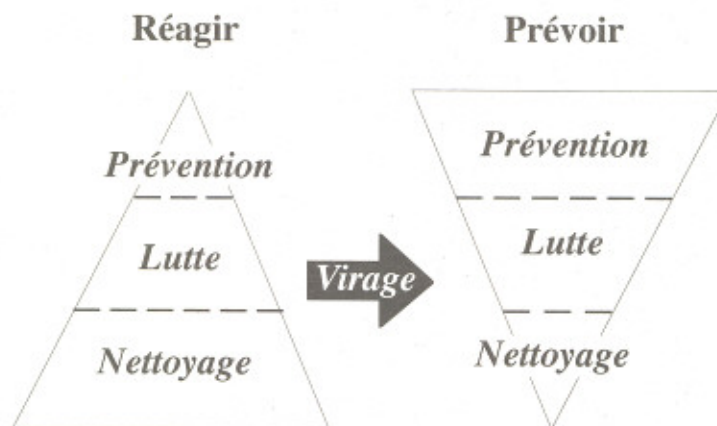 Réagir
Prévoir
Prévention
Lutte
Nettoyage
Virage
Prévention
Lutte
Nettoyage